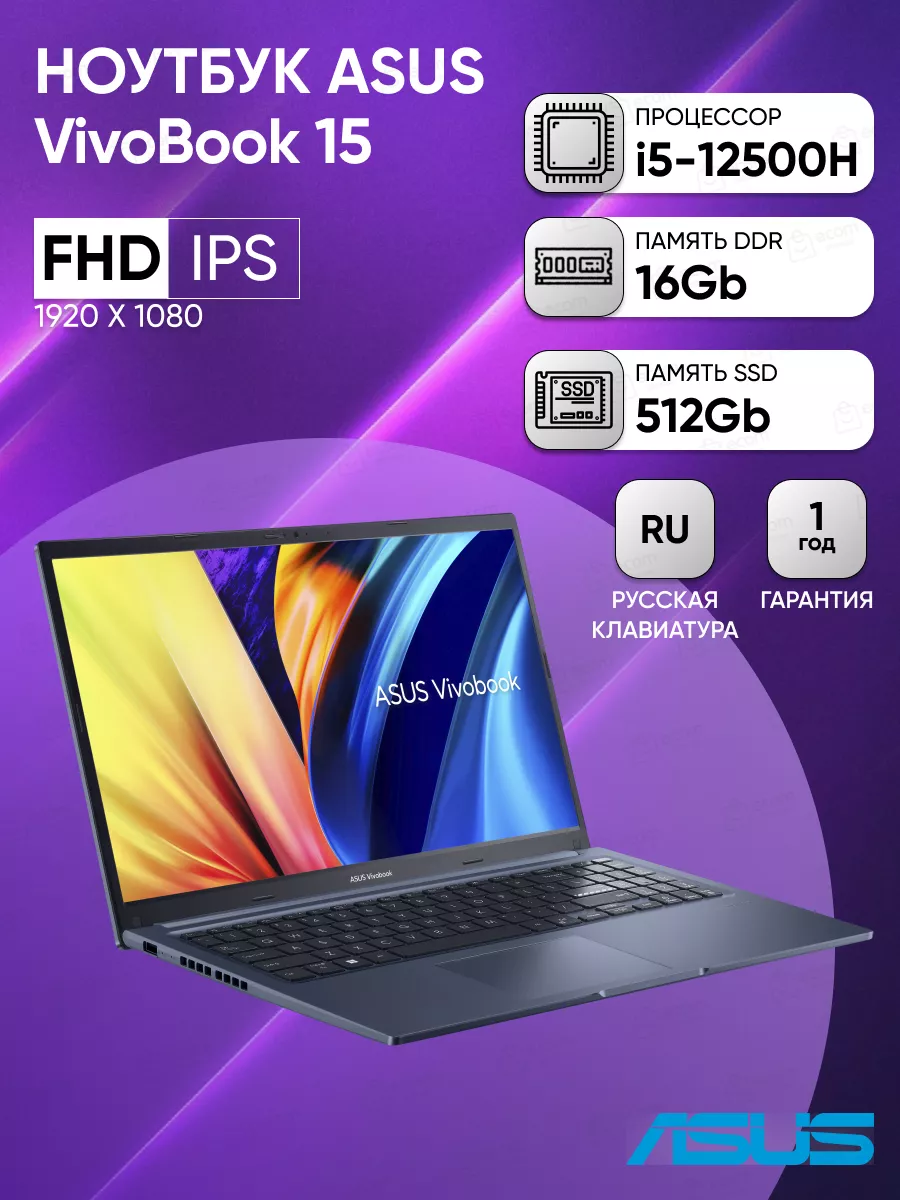 НОУТБУК ASUS
VivoBook 15
FHD IPS
1920 X 1080
ПРОЦЕССОР
i5-12500H
ПАМЯТЬ DDR
16Gb
ПАМЯТЬ SSD
512Gb
SSD
RU
РУССКАЯ
КЛАВИАТУРА
1
год
ГАРАНТИЯ
ASUS Vivobook
ASUS Vivobook
ASUS